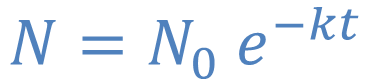 N = N₀ e⁻ᵏᵗ